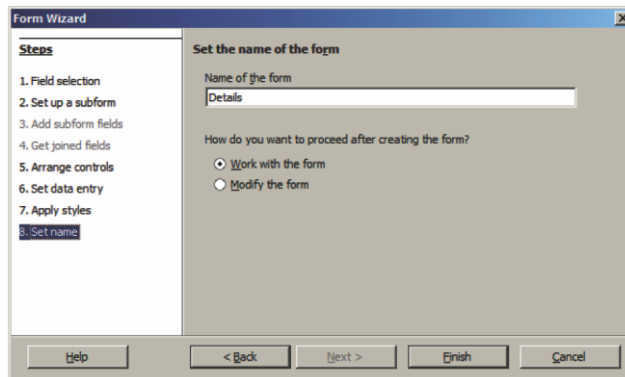 Form Wizard
Steps
1. Field selection
2. Set up a subform
3. Add subform fields
4. Get joined fields
5. Arrange controls
6. Set data entry
7. Apply styles
8. Set name
Set the name of the form
Name of the form
Details
How do you want to proceed after creating the form?
Work with the form
Modify the form
Help
< Back
Next >
Finish
Cancel